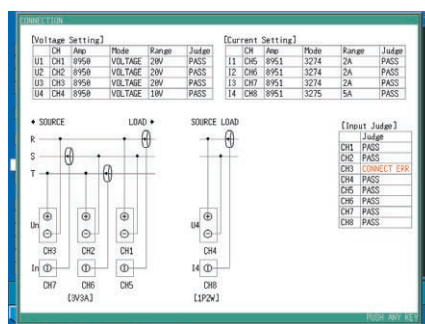 CONNECTION
[Voltage Setting]
CH Amp Mode Range Judge
U1 CH1 8950 VOLTAGE 20V PASS
U2 CH2 8950 VOLTAGE 20V PASS
U3 CH3 8950 VOLTAGE 20V PASS
U4 CH4 8950 VOLTAGE 10V PASS
[Current Setting]
CH Amp Mode Range Judge
I1 CH5 8951 3274 2A PASS
I2 CH6 8951 3274 2A PASS
I3 CH7 8951 3274 2A PASS
I4 CH8 8951 3275 5A PASS
SOURCE LOAD
R
S
T
Un
CH3 CH2 CH1
In
CH7 CH6 CH5
[3V3A]
SOURCE LOAD
U4
CH4
I4
CH8
[1P2W]
[Input Judge]
Judge
CH1 PASS
CH2 PASS
CH3 CONNECT ERR
CH4 PASS
CH5 PASS
CH6 PASS
CH7 PASS
CH8 PASS
PUSH ANY KEY